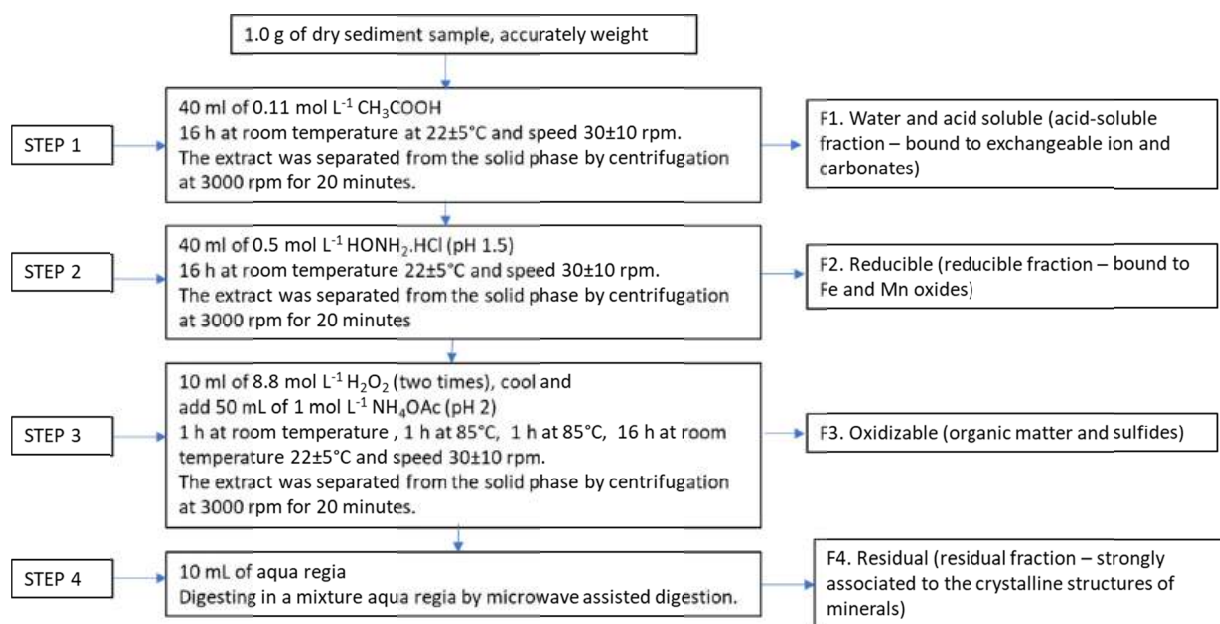 1.0 g of dry sediment sample, accurately weight
STEP 1
40 ml of 0.11 mol L⁻¹ CH₃COOH
16 h at room temperature at 22±5°C and speed 30±10 rpm.
The extract was separated from the solid phase by centrifugation
at 3000 rpm for 20 minutes.
F1. Water and acid soluble (acid-soluble
fraction – bound to exchangeable ion and
carbonates)
STEP 2
40 ml of 0.5 mol L⁻¹ HONH₂.HCl (pH 1.5)
16 h at room temperature 22±5°C and speed 30±10 rpm.
The extract was separated from the solid phase by centrifugation
at 3000 rpm for 20 minutes
F2. Reducible (reducible fraction – bound to
Fe and Mn oxides)
STEP 3
10 ml of 8.8 mol L⁻¹ H₂O₂ (two times), cool and
add 50 mL of 1 mol L⁻¹ NH₄OAc (pH 2)
1 h at room temperature , 1 h at 85°C, 1 h at 85°C, 16 h at room
temperature 22±5°C and speed 30±10 rpm.
The extract was separated from the solid phase by centrifugation
at 3000 rpm for 20 minutes.
F3. Oxidizable (organic matter and sulfides)
STEP 4
10 mL of aqua regia
Digesting in a mixture aqua regia by microwave assisted digestion.
F4. Residual (residual fraction – strongly
associated to the crystalline structures of
minerals)